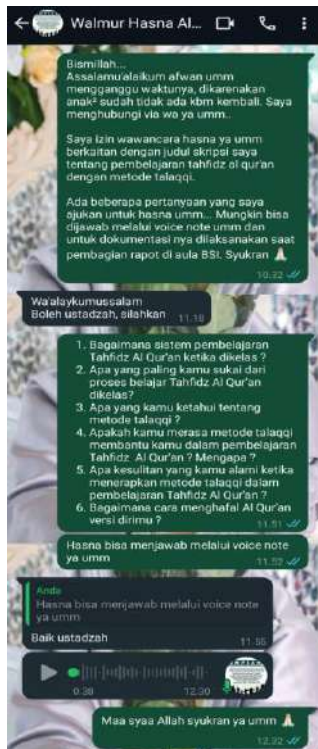 Walmur Hasna Al...
Bismillah...
Assalamu'alaikum afwan umm
mengganggu waktunya, dikarenakan
anak² sudah tidak ada kbm kembali. Saya
menghubungi via wa ya umm..
Saya izin wawancara hasna ya umm
berkaitan dengan judul skripsi saya
tentang pembelajaran tahfidz al qur'an
dengan metode talaqqi.
Ada beberapa pertanyaan yang saya
ajukan untuk hasna umm... Mungkin bisa
dijawab melalui voice note umm dan
untuk dokumentasi nya dilaksanakan saat
pembagian rapot di aula BSI. Syukran 🙏
10.32
Wa'alaykumussalam
Boleh ustadzah, silahkan 11.18
1. Bagaimana sistem pembelajaran
Tahfidz Al Qur'an ketika dikelas ?
2. Apa yang paling kamu sukai dari
proses belajar Tahfidz Al Qur'an
dikelas?
3. Apa yang kamu ketahui tentang
metode talaqqi ?
4. Apakah kamu merasa metode talaqqi
membantu kamu dalam pembelajaran
Tahfidz Al Qur'an ? Mengapa ?
5. Apa kesulitan yang kamu alami ketika
menerapkan metode talaqqi dalam
pembelajaran Tahfidz Al Qur'an ?
6. Bagaimana cara menghafal Al Qur'an
versi dirimu ?
11.51
Hasna bisa menjawab melalui voice note
ya umm 11.52
Anda
Hasna bisa menjawab melalui voice note
ya umm
Baik ustadzah 11.55
0.38 12.30
Maa syaa Allah syukran ya umm 🙏
12.32